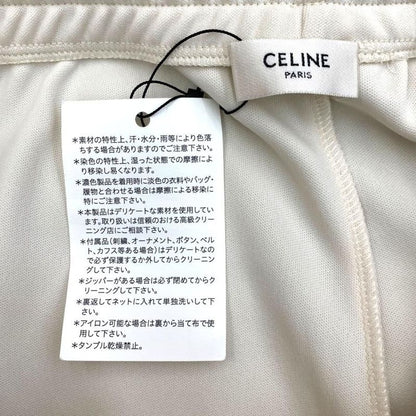 CELINE
PARIS
*素材の特性上、汗・水分・雨等により色落
ちする場合がありますのでご注意下さい。
*染色の特性上、湿った状態での摩擦によ
り移染し易くなります。
*濃色製品を着用時に淡色の衣料やバッグ・
履物と合わせる場合は摩擦による移染に
特にご注意下さい。
*本製品はデリケートな素材を使用してい
ます。取り扱いは信頼のおける高級クリー
ニング店にご相談下さい。
*付属品(刺繍、オーナメント、ボタン、ベル
ト、カフス等ある場合)はデリケートなの
で必ず保護するか外してからクリーニン
グして下さい。
*ジッパーがある場合は必ず閉めてからク
リーニングして下さい。
*裏返してネットに入れて単独洗いして下
さい。
*アイロン可能な場合は裏から当て布で使
用して下さい。
*タンブル乾燥禁止。